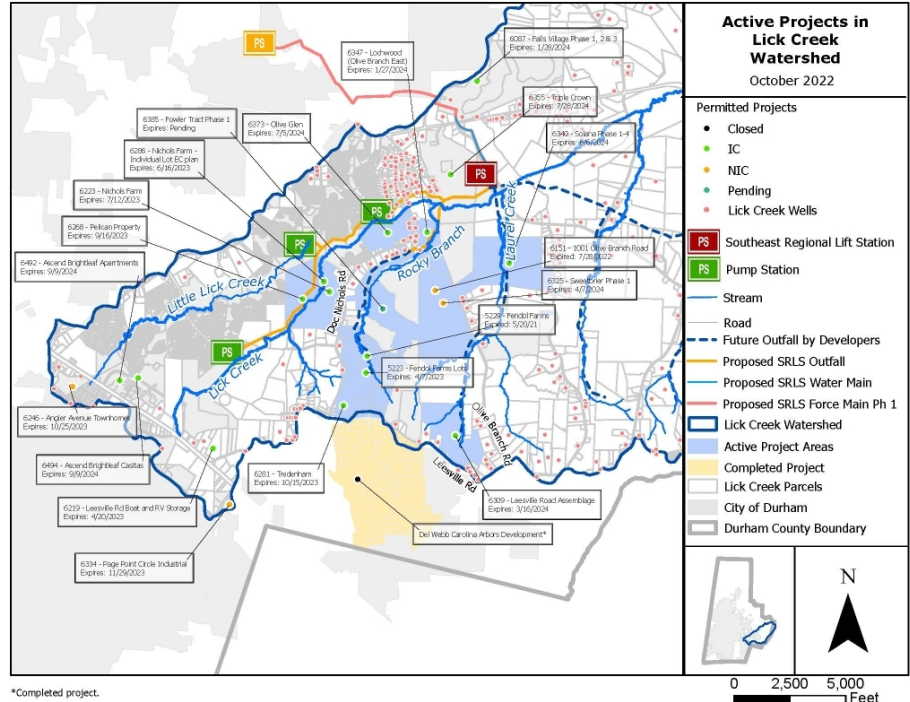 Active Projects in
Lick Creek
Watershed
October 2022
Permitted Projects
Closed
IC
NIC
Pending
Lick Creek Wells
PS Southeast Regional Lift Station
PS Pump Station
Stream
Road
Future Outfall by Developers
Proposed SRLS Outfall
Proposed SRLS Water Main
Proposed SRLS Force Main Ph 1
Lick Creek Watershed
Active Project Areas
Completed Project
Lick Creek Parcels
City of Durham
Durham County Boundary
N
0 2,500 5,000
Feet
PS
6347 - Lochwood
(Olive Branch East)
Expires: 1/27/2024
6087 - Falls Village Phase 1, 2 & 3
Expires: 1/28/2024
6355 - Triple Crown
Expires: 7/28/2024
6385 - Fowler Tract Phase 1
Expires: Pending
6373 - Olive Glen
Expires: 7/5/2024
6340 - Solana Phase 1-4
Expires: 6/6/2024
6286 - Nichols Farm -
Individual Lot EC plan
Expires: 6/16/2023
6223 - Nichols Farm
Expires: 7/12/2023
6268 - Pelican Property
Expires: 9/16/2023
6492 - Ascend Brightleaf Apartments
Expires: 9/9/2024
PS
PS
PS
PS
Laurel Creek
Rocky Branch
Little Lick Creek
Doc Nichols Rd
Lick Creek
6151 - 1001 Olive Branch Road
Expired: 7/28/2022
6325 - Sweetbrier Phase 1
Expires: 4/7/2024
5229 - Fendol Farms
Expired: 5/20/21
5223 - Fendol Farms Lots
Expires: 4/7/2023
6246 - Angier Avenue Townhomes
Expires: 10/25/2023
6494 - Ascend Brightleaf Casitas
Expires: 9/9/2024
6281 - Tredenham
Expires: 10/15/2023
Olive Branch Rd
Leesville Rd
6219 - Leesville Rd Boat and RV Storage
Expires: 4/20/2023
6309 - Leesville Road Assemblage
Expires: 3/16/2024
Del Webb Carolina Arbors Development*
6334 - Page Point Circle Industrial
Expires: 11/29/2023
*Completed project.